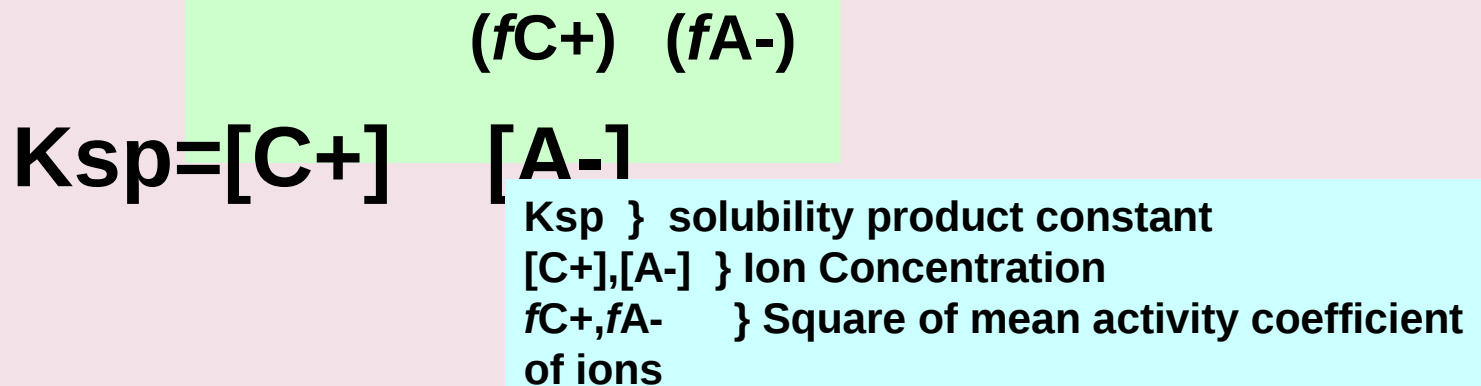 (fC+) (fA-)
Ksp=[C+] [A-]
Ksp } solubility product constant
[C+],[A-] } Ion Concentration
fC+,fA- } Square of mean activity coefficient
of ions